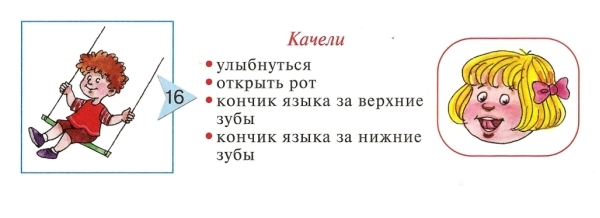 Качели
• улыбнуться
• открыть рот
16
• кончик языка за верхние
зубы
• кончик языка за нижние
зубы